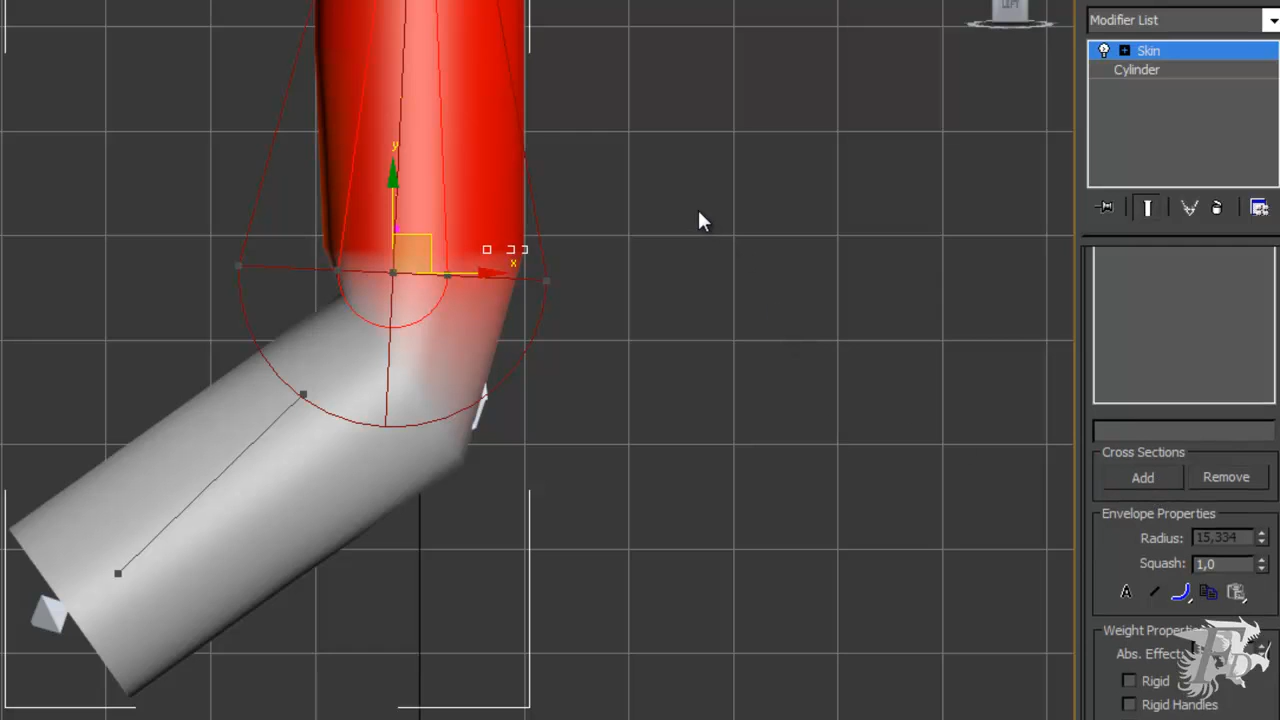 Modifier List
Skin
Cylinder
y
x
Cross Sections
Add Remove
Envelope Properties
Radius: 15,334
Squash: 1,0
A
Weight Properti
Abs. Effect
Rigid
Rigid Handles